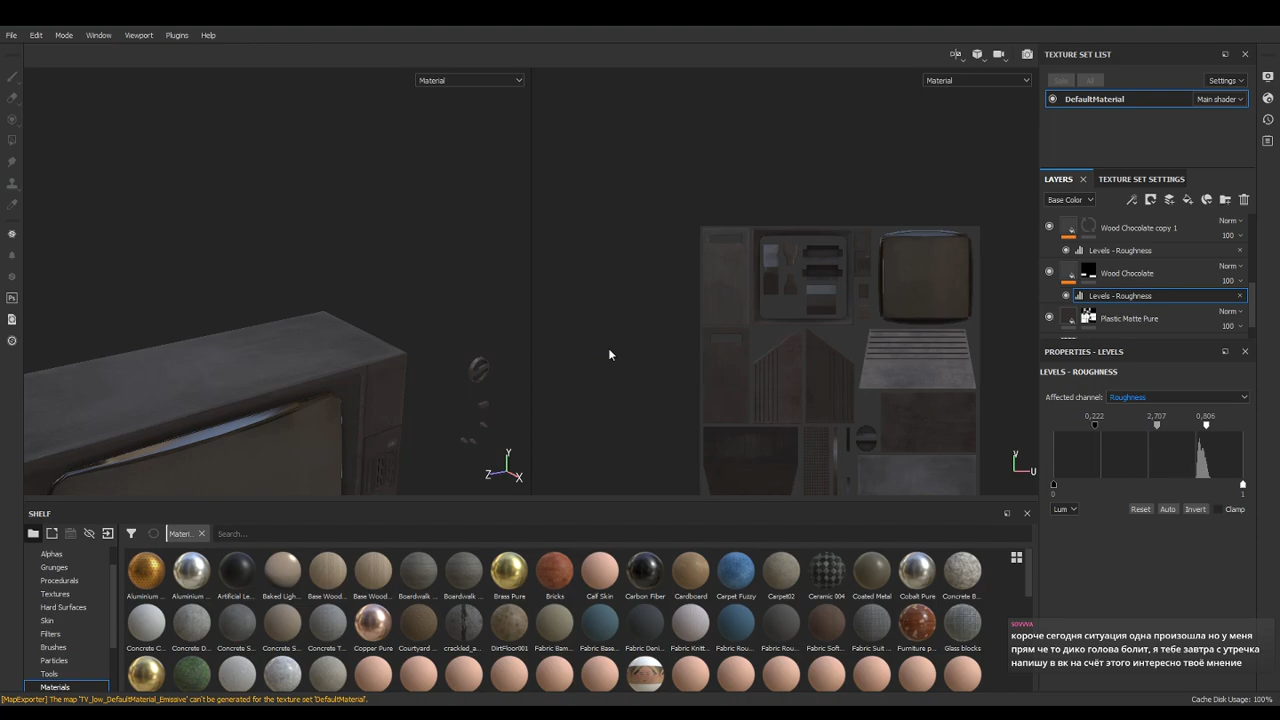 File Edit Mode Window Viewport Plugins Help
TEXTURE SET LIST
Settings
DefaultMaterial Main shader
Material
Material
LAYERS TEXTURE SET SETTINGS
Base Color
Wood Chocolate copy 1 Norm 100
Levels - Roughness
Wood Chocolate Norm 100
Levels - Roughness
Plastic Matte Pure Norm 100
PROPERTIES - LEVELS
LEVELS - ROUGHNESS
Affected channel: Roughness
0,222 2,707 0,806
0 1
Lum Reset Auto Invert Clamp
Y Z X
U
SHELF
Materi... Search...
Alphas
Grunges
Procedurals
Textures
Hard Surfaces
Skin
Filters
Brushes
Particles
Tools
Materials
Aluminium ... Aluminium ... Artificial Le... Baked Ligh... Base Wood... Base Wood... Boardwalk ... Boardwalk ... Brass Pure Bricks Calf Skin Carbon Fiber Cardboard Carpet Fuzzy Carpet02 Ceramic 004 Coated Metal Cobalt Pure Concrete B...
Concrete C... Concrete D... Concrete ... Concrete S... Concrete T... Copper Pure Courtyard ... crackled_a... DirtFloor001 Fabric Bam... Fabric Base... Fabric Deni... Fabric Knitt... Fabric Rou... Fabric Rou... Fabric Soft... Fabric Suit ... Furniture p... Glass blocks
SOVVVA
короче сегодня ситуация одна произошла но у меня
прям че то дико голова болит, я тебе завтра с утречка
напишу в вк на счёт этого интересно твоё мнение
[MapExporter] The map 'TV_low_DefaultMaterial_Emissive' can't be generated for the texture set 'DefaultMaterial'.
Cache Disk Usage: 100%